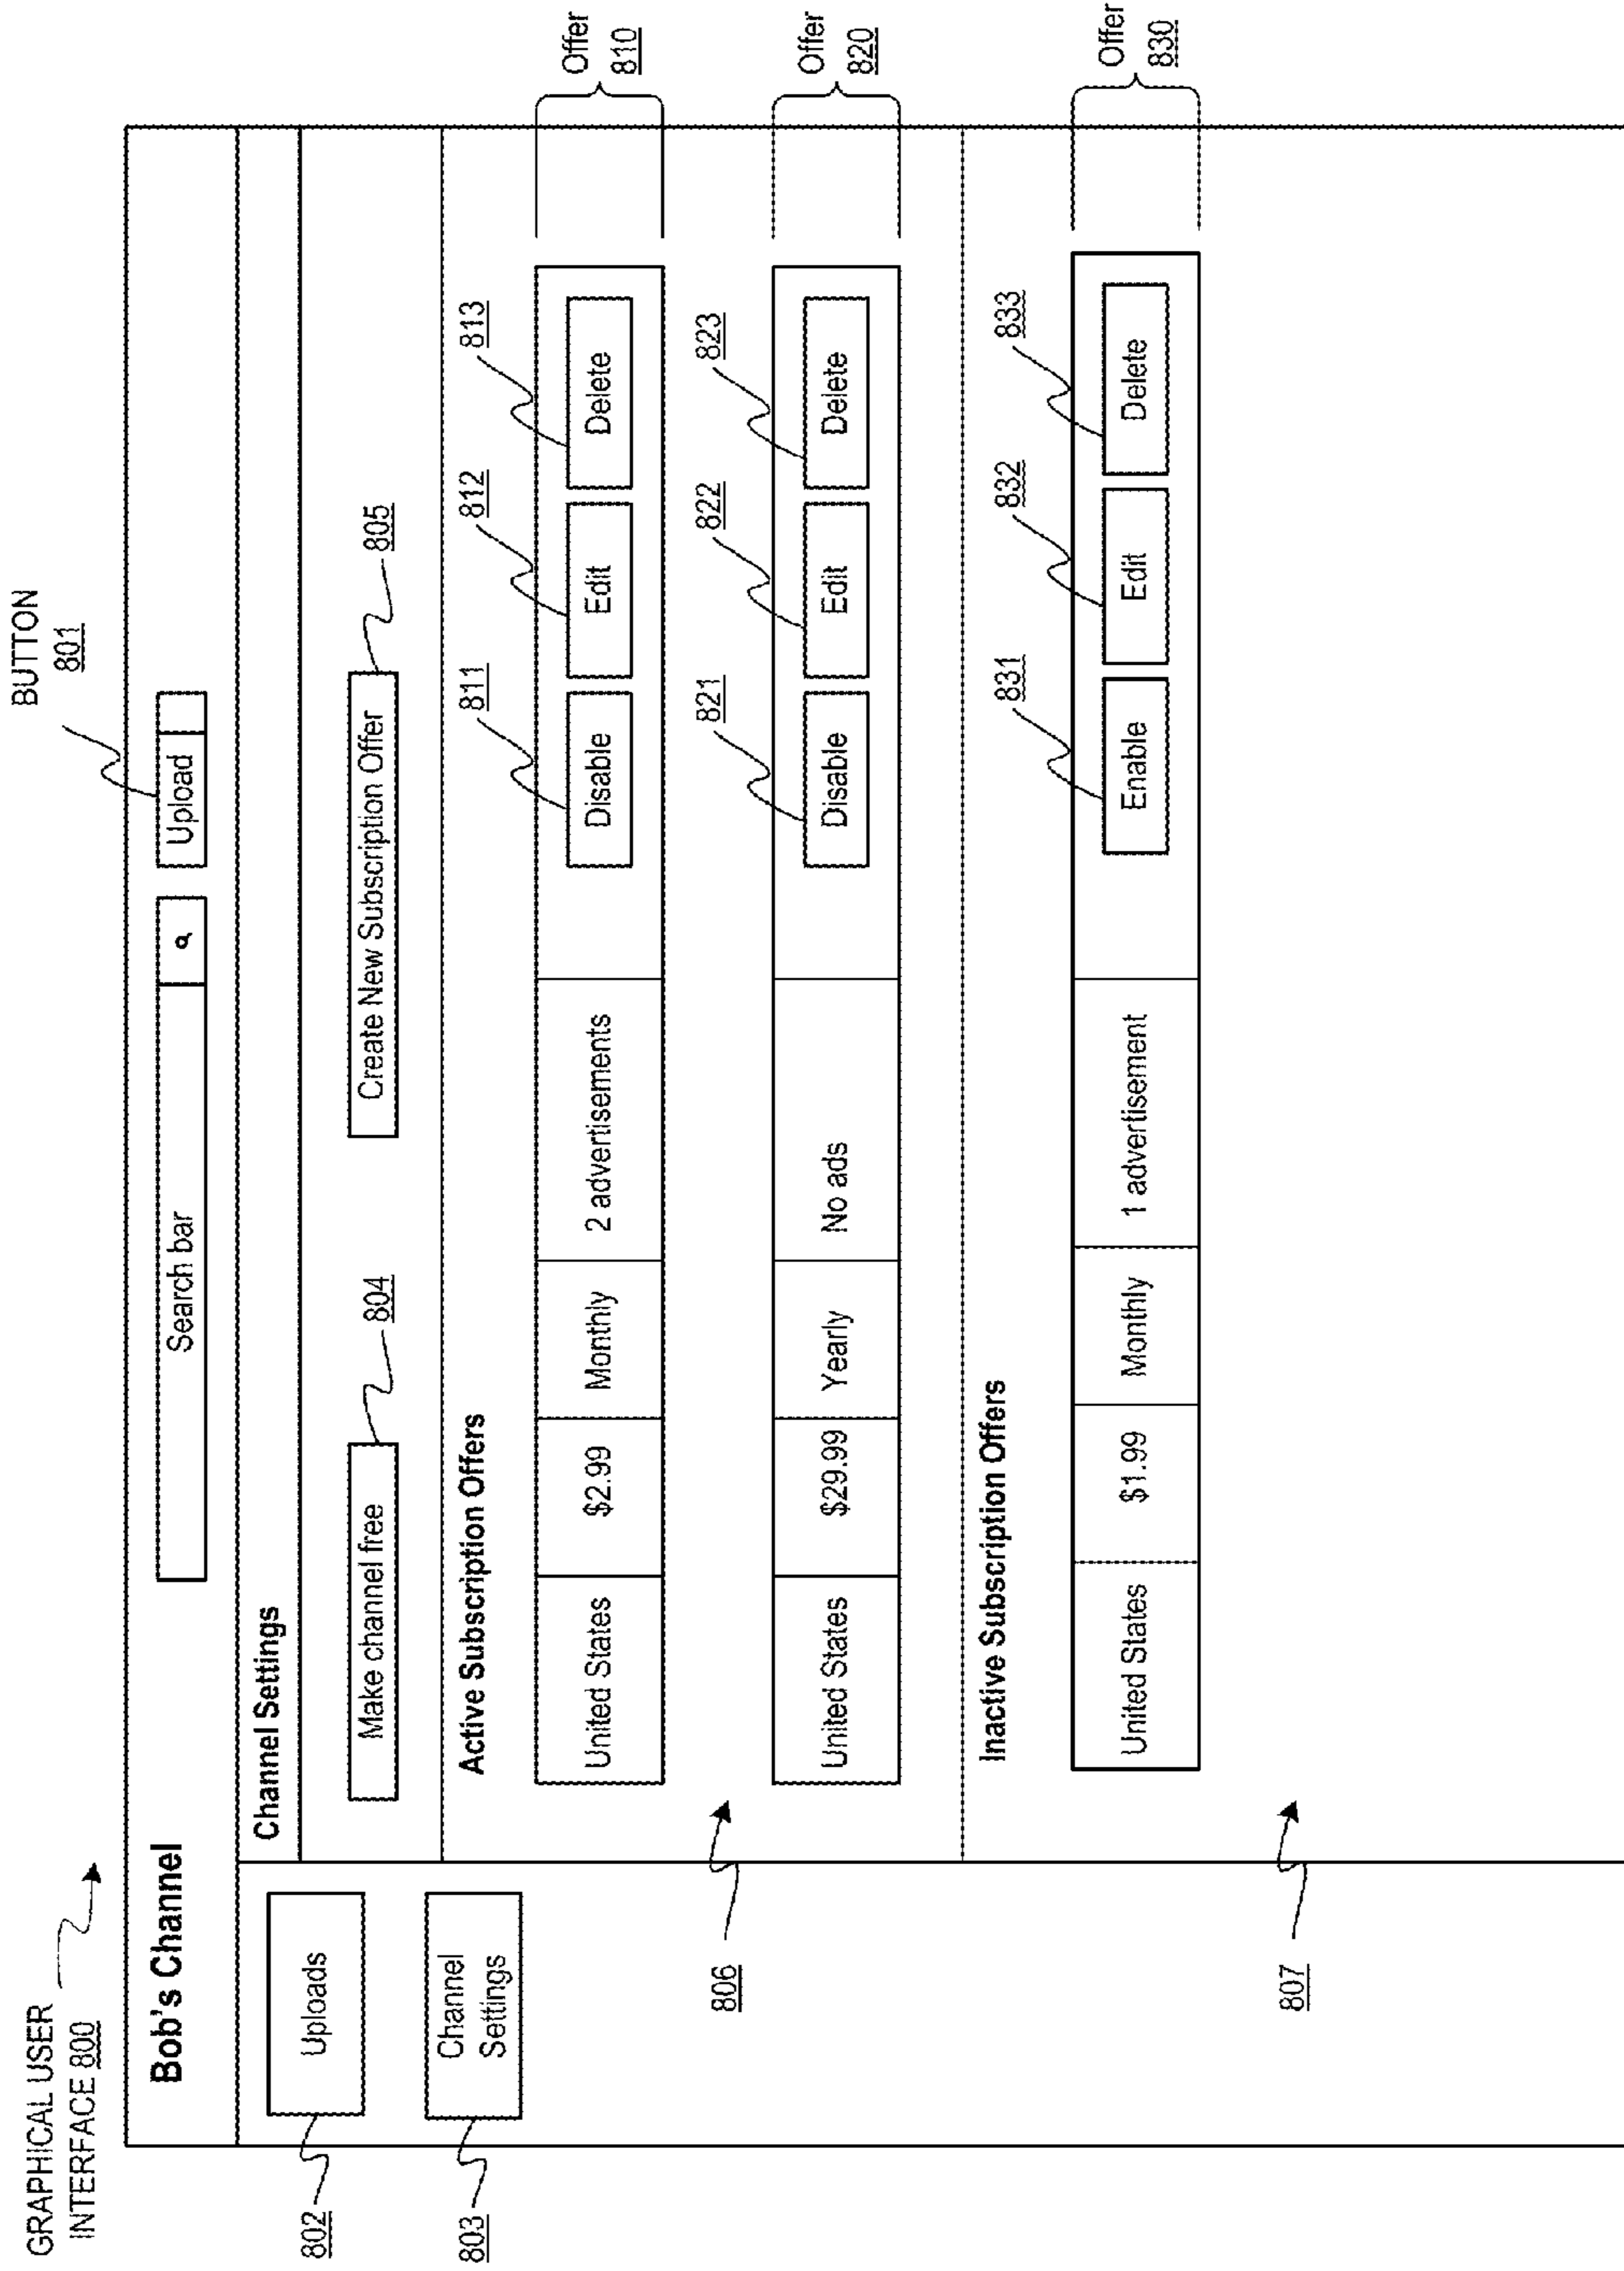 GRAPHICAL USER
INTERFACE 800
BUTTON
801
Bob's Channel
Search bar
Upload
802
Uploads
803
Channel
Settings
Channel Settings
Make channel free
804
Create New Subscription Offer
805
Active Subscription Offers
811
812
813
United States
$2.99
Monthly
2 advertisements
Disable
Edit
Delete
Offer
810
806
821
822
823
United States
$29.99
Yearly
No ads
Disable
Edit
Delete
Offer
820
Inactive Subscription Offers
831
832
833
United States
$1.99
Monthly
1 advertisement
Enable
Edit
Delete
Offer
830
807